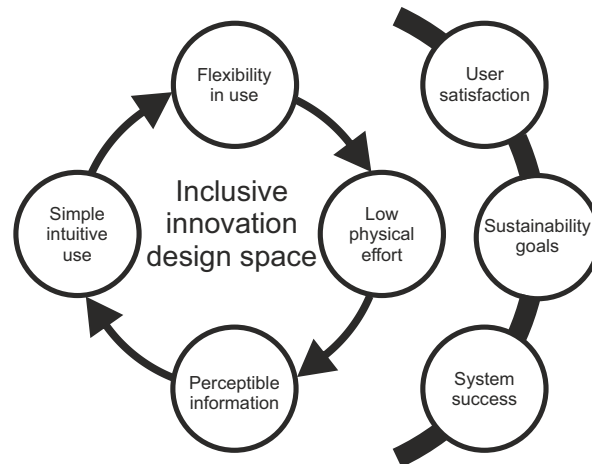 Flexibility
in use
User
satisfaction
Simple
intuitive
use
Inclusive
innovation
design space
Low
physical
effort
Sustainability
goals
Perceptible
information
System
success